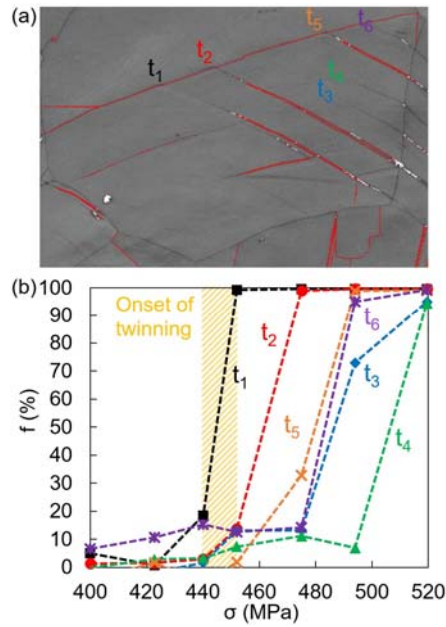 (a)
t5 t6
t2
t1
t4
t3
(b)
100
90
80
70
60
50
40
30
20
10
0
f (%)
Onset of
twinning
t1
t2
t5
t6
t3
t4
400 420 440 460 480 500 520
σ (MPa)